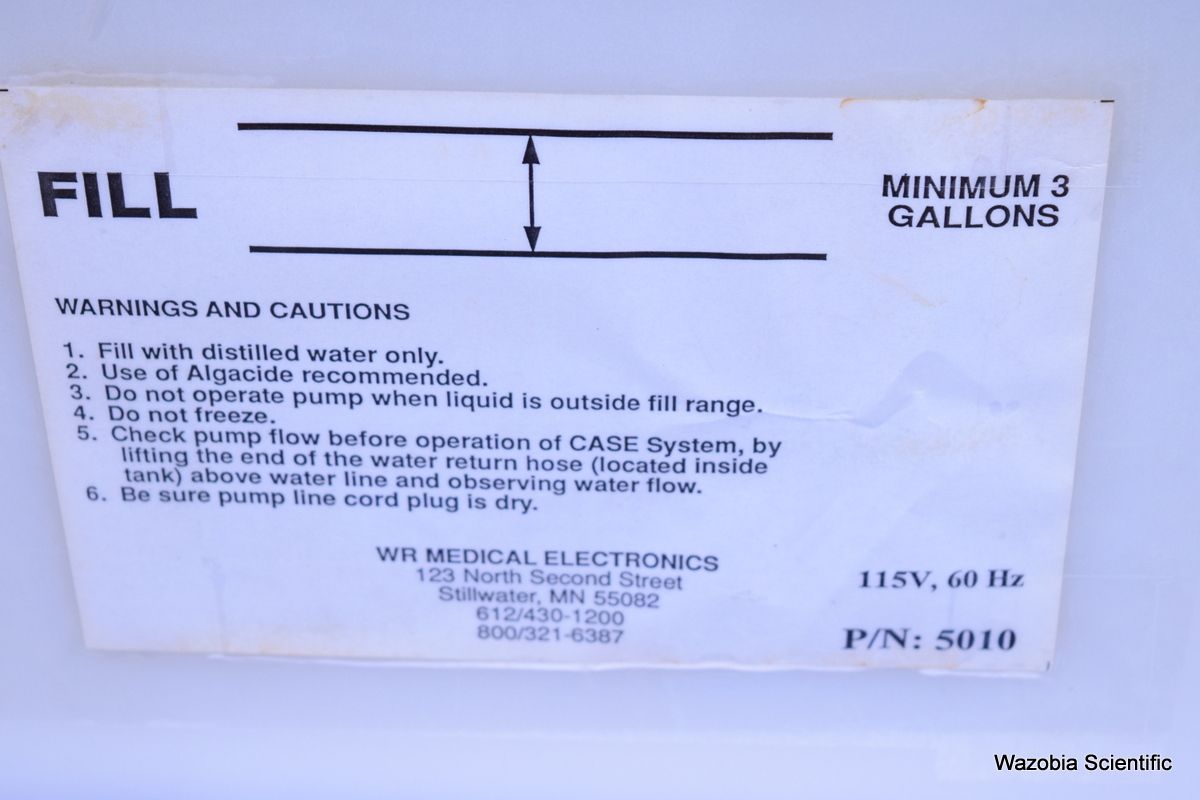 FILL
MINIMUM 3
GALLONS
WARNINGS AND CAUTIONS
1. Fill with distilled water only.
2. Use of Algacide recommended.
3. Do not operate pump when liquid is outside fill range.
4. Do not freeze.
5. Check pump flow before operation of CASE System, by
lifting the end of the water return hose (located inside
tank) above water line and observing water flow.
6. Be sure pump line cord plug is dry.
WR MEDICAL ELECTRONICS
123 North Second Street
Stillwater, MN 55082
612/430-1200
800/321-6387
115V, 60 Hz
P/N: 5010
Wazobia Scientific